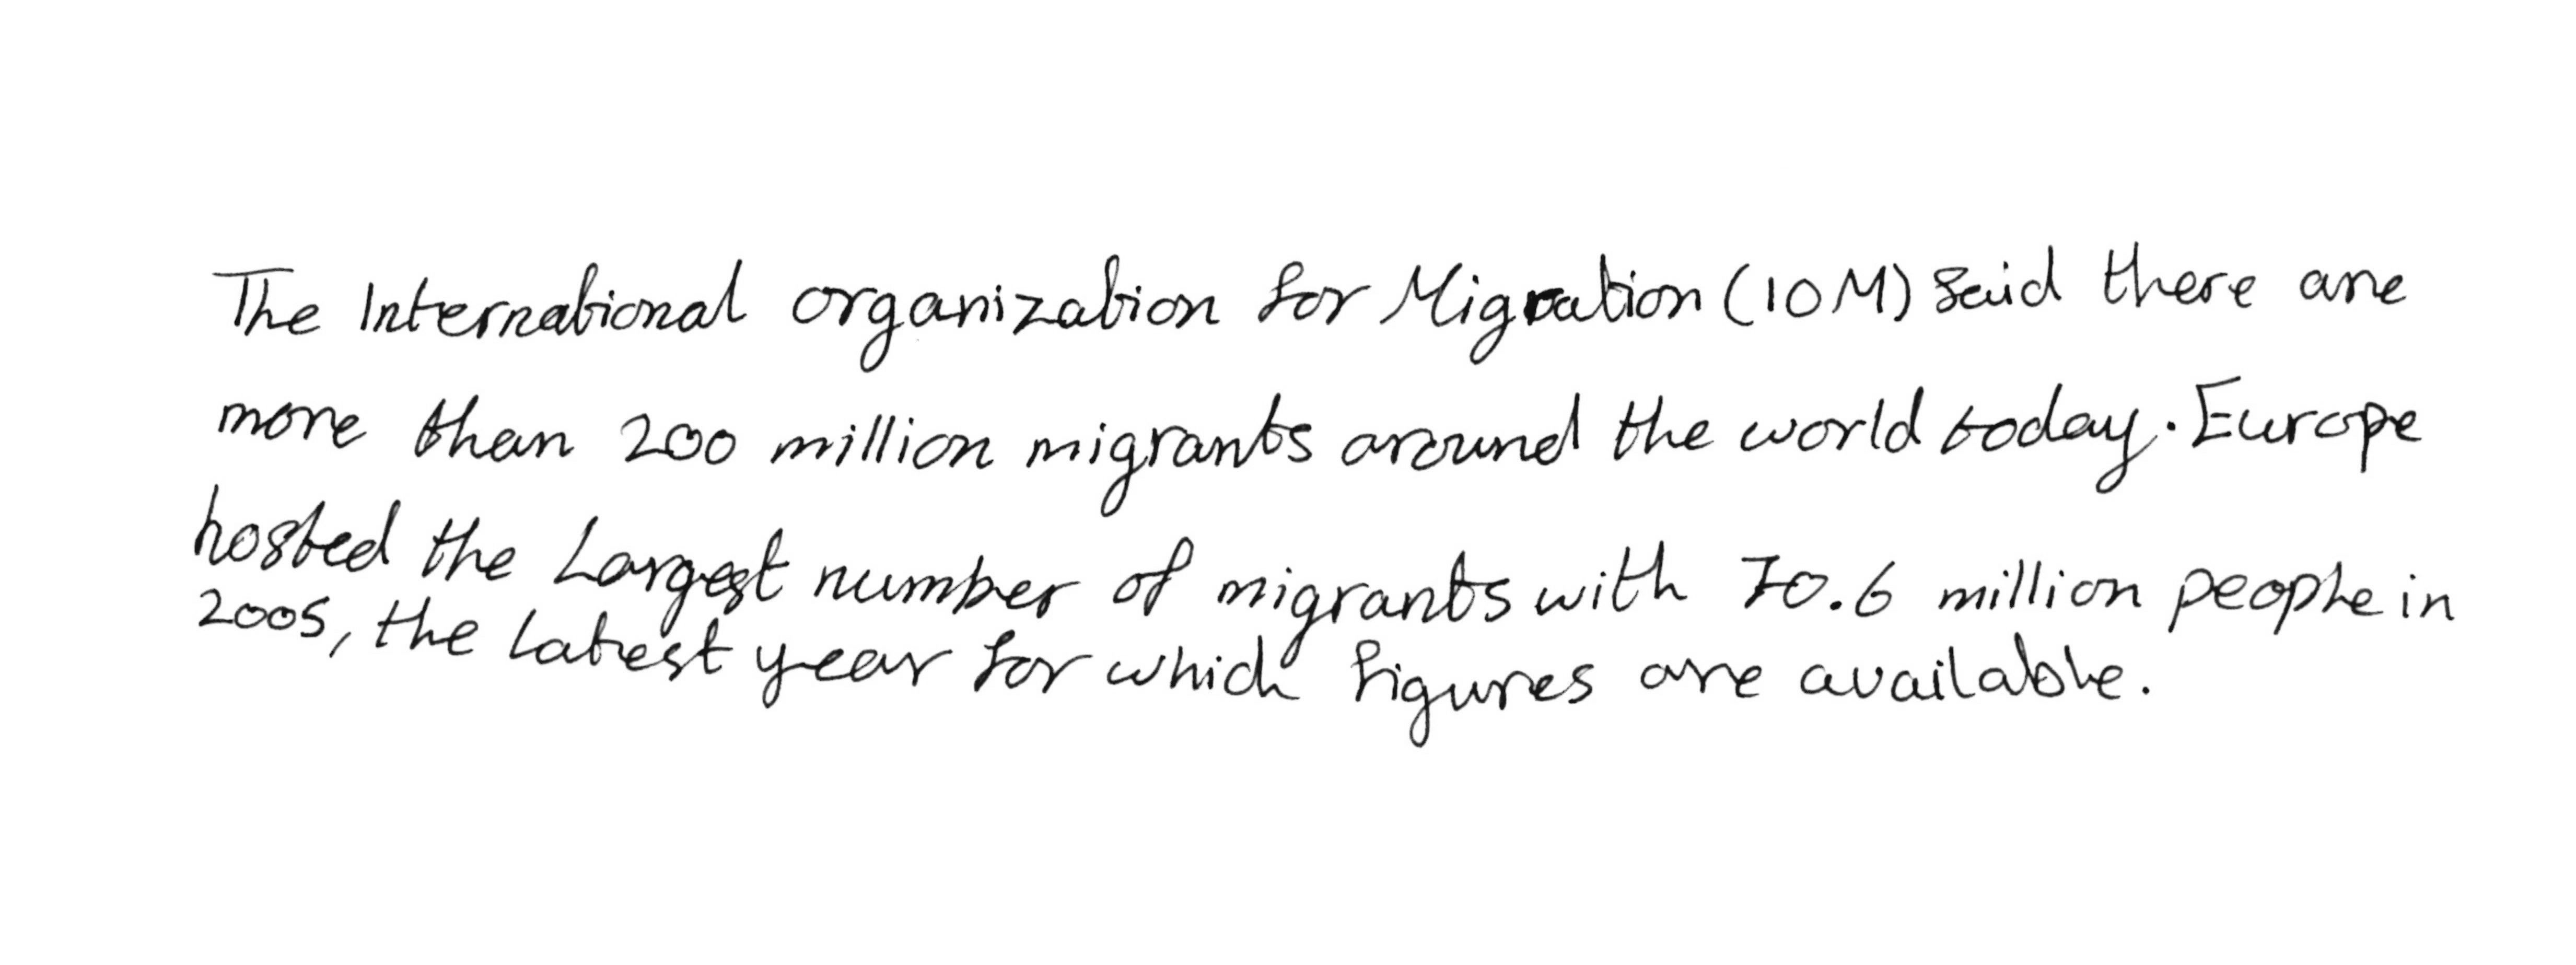 The International organization for Migration (IOM) said there are
more than 200 million migrants around the world today. Europe
hosted the Largest number of migrants with 70.6 million people in
2005, the latest year for which figures are available.